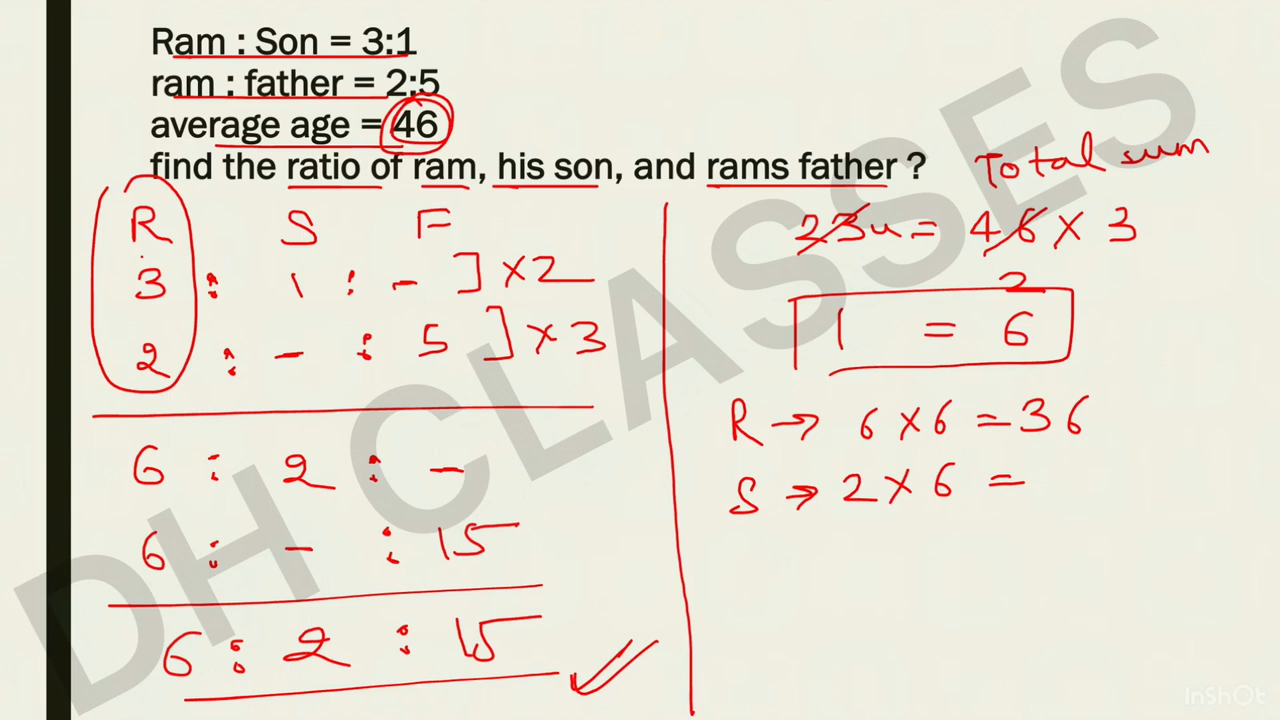 Ram : Son = 3:1
ram : father = 2:5
average age = 46
find the ratio of ram, his son, and rams father ?
R S F
3 : 1 : - ] ×2
2 : - : 5 ] ×3
6 : 2 : -
6 : - : 15
6 : 2 : 15
Total sum
23u = 46 × 3
2
1 = 6
R → 6 × 6 = 36
S → 2 × 6 =
DH CLASSES
InShOt